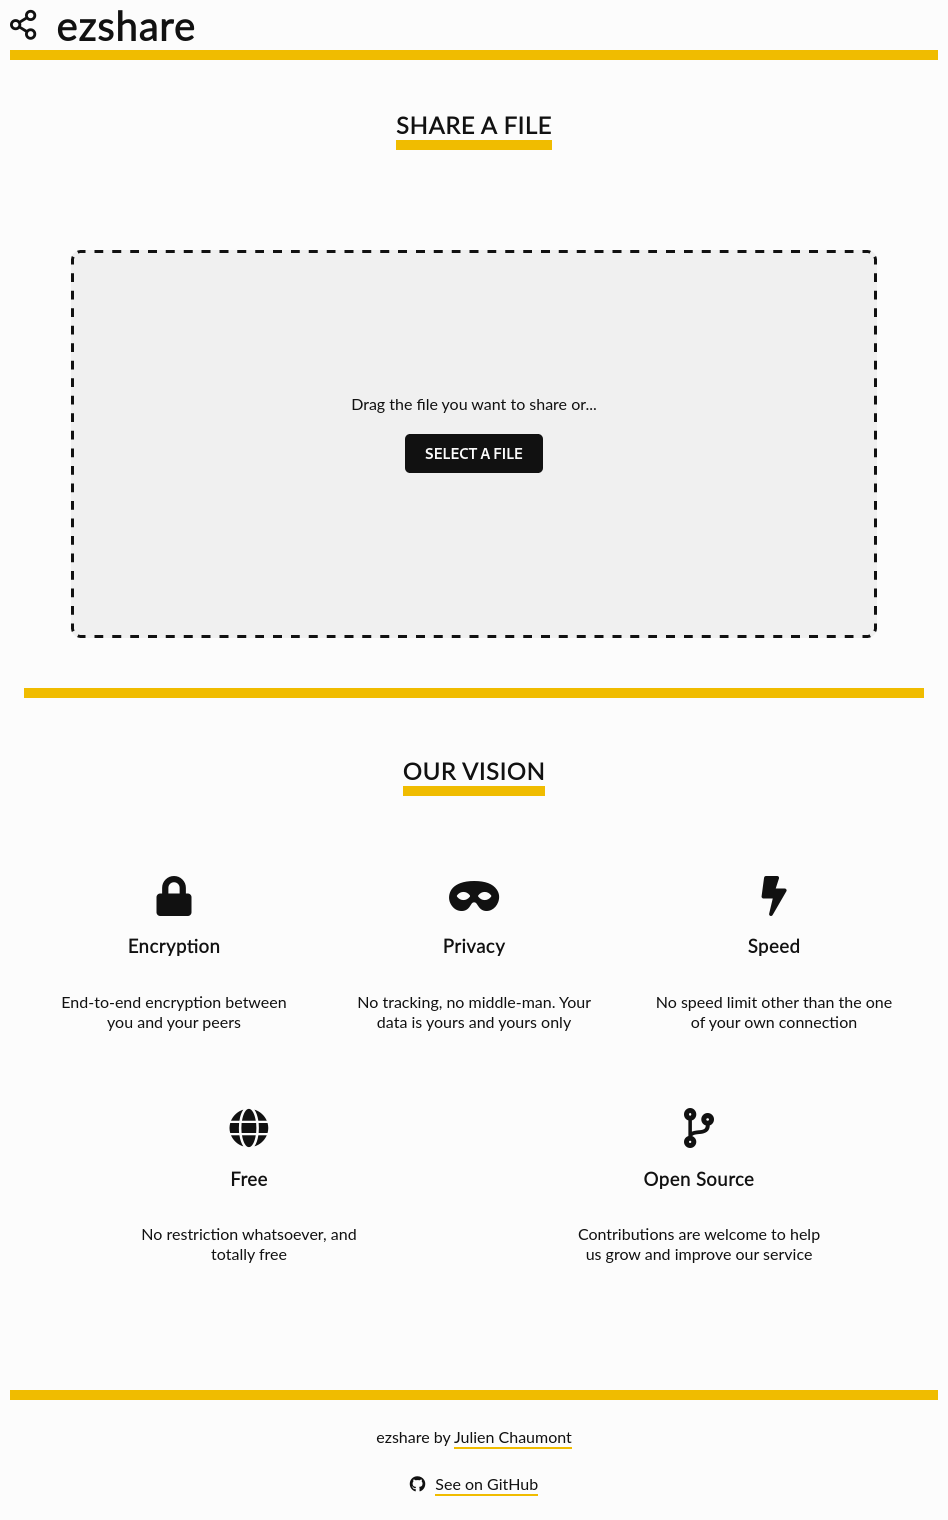 ezshare
SHARE A FILE
Drag the file you want to share or...
SELECT A FILE
OUR VISION
Encryption
End-to-end encryption between
you and your peers
Privacy
No tracking, no middle-man. Your
data is yours and yours only
Speed
No speed limit other than the one
of your own connection
Free
No restriction whatsoever, and
totally free
Open Source
Contributions are welcome to help
us grow and improve our service
ezshare by Julien Chaumont
See on GitHub